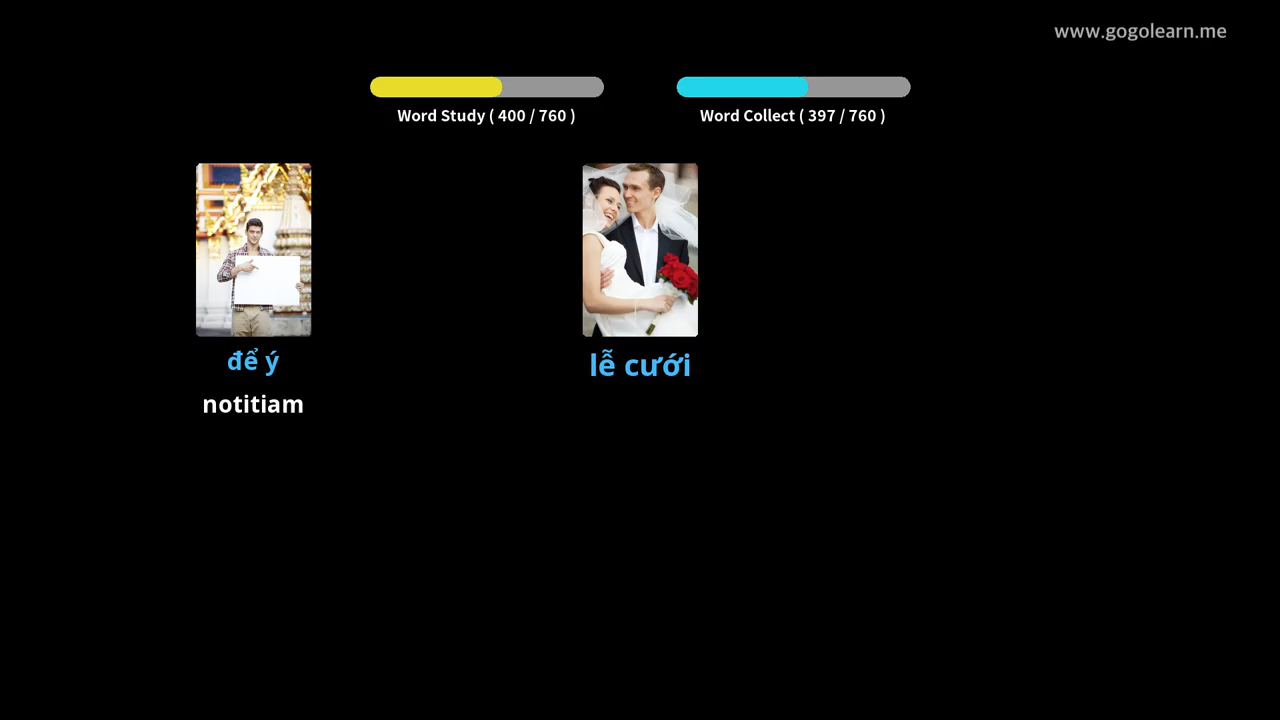 www.gogolearn.me
Word Study ( 400 / 760 )
Word Collect ( 397 / 760 )
để ý
lễ cưới
notitiam